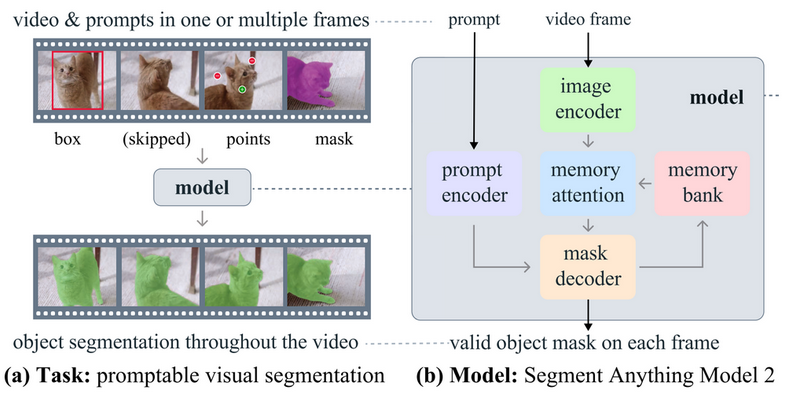 video & prompts in one or multiple frames
box
(skipped)
points
mask
model
object segmentation throughout the video
(a) Task: promptable visual segmentation
prompt
video frame
image
encoder
model
prompt
encoder
memory
attention
memory
bank
mask
decoder
valid object mask on each frame
(b) Model: Segment Anything Model 2